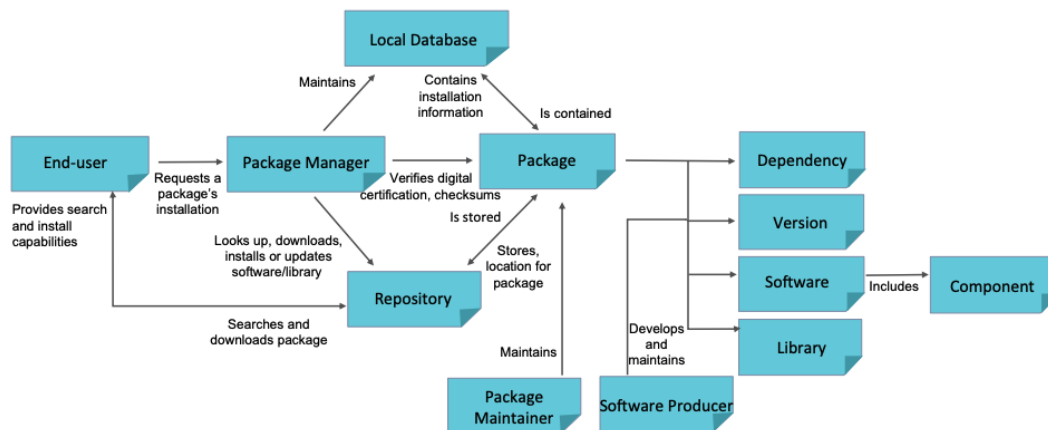 Local Database
Maintains
Contains
installation
information
Is contained
End-user
Package Manager
Package
Dependency
Requests a
package's
installation
Verifies digital
certification, checksums
Provides search
and install
capabilities
Is stored
Version
Looks up, downloads,
installs or updates
software/library
Stores,
location for
package
Repository
Software
Includes
Component
Searches and
downloads package
Develops and
maintains
Library
Maintains
Package
Maintainer
Software Producer